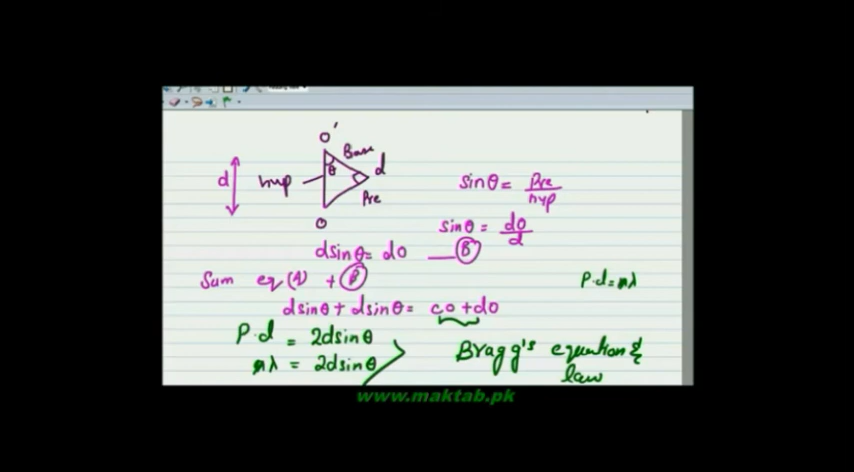 O'
Base
d θ d
hyp
Pre
O
sinθ = Pre/hyp
sinθ = do/d
dsinθ = do — (B)
Sum eq (A) + (B)
P.d = nλ
dsinθ + dsinθ = co + do
P.d = 2dsinθ
nλ = 2dsinθ
Bragg's equation &
law
www.maktab.pk